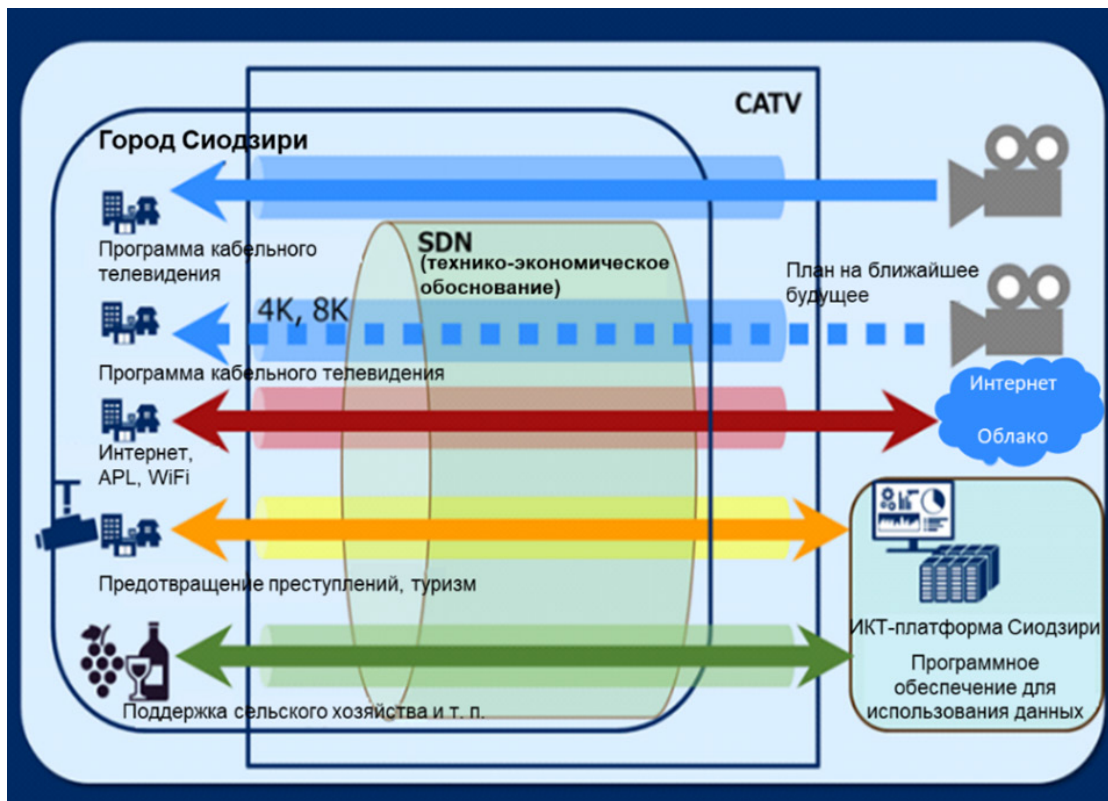 CATV
Город Сиодзири
Программа кабельного
телевидения
SDN
(технико-экономическое
обоснование)
План на ближайшее
будущее
4K, 8K
Программа кабельного телевидения
Интернет
Облако
Интернет,
APL, WiFi
Предотвращение преступлений, туризм
ИКТ-платформа Сиодзири
Программное
обеспечение для
использования данных
Поддержка сельского хозяйства и т. п.